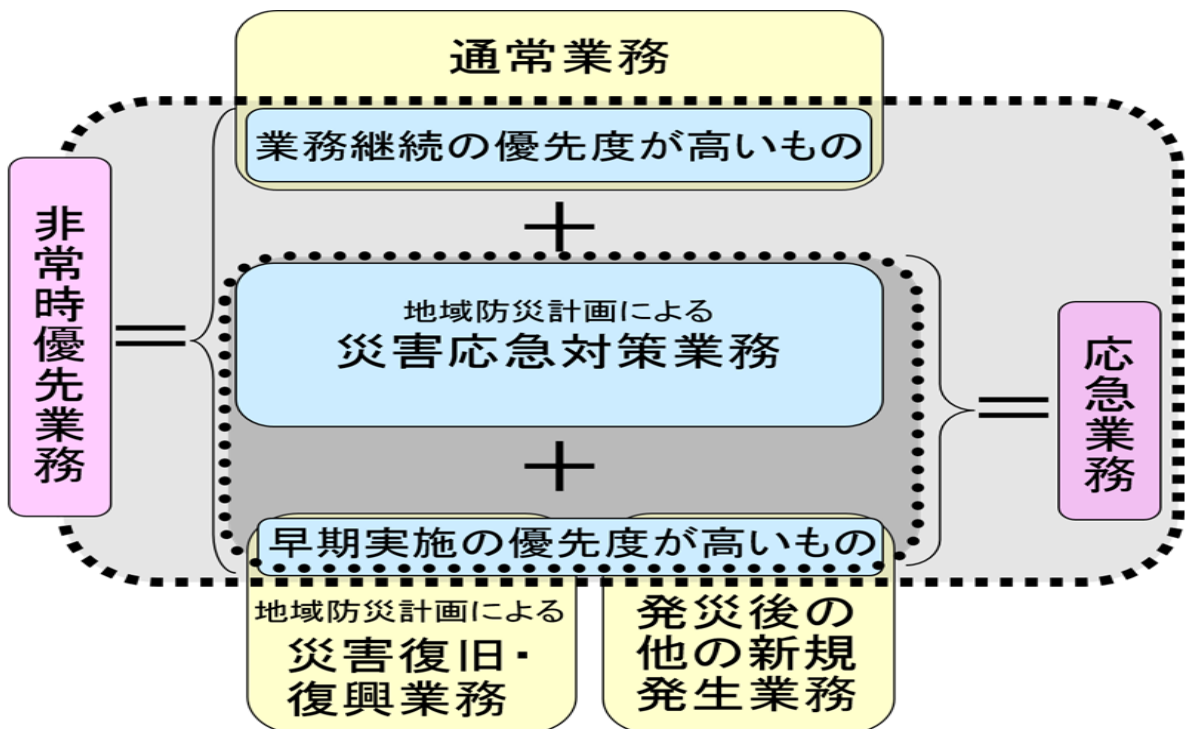 通常業務
業務継続の優先度が高いもの
+
非常時優先業務
=
地域防災計画による
災害応急対策業務
=
応急業務
+
早期実施の優先度が高いもの
地域防災計画による
災害復旧・
復興業務
発災後の
他の新規
発生業務